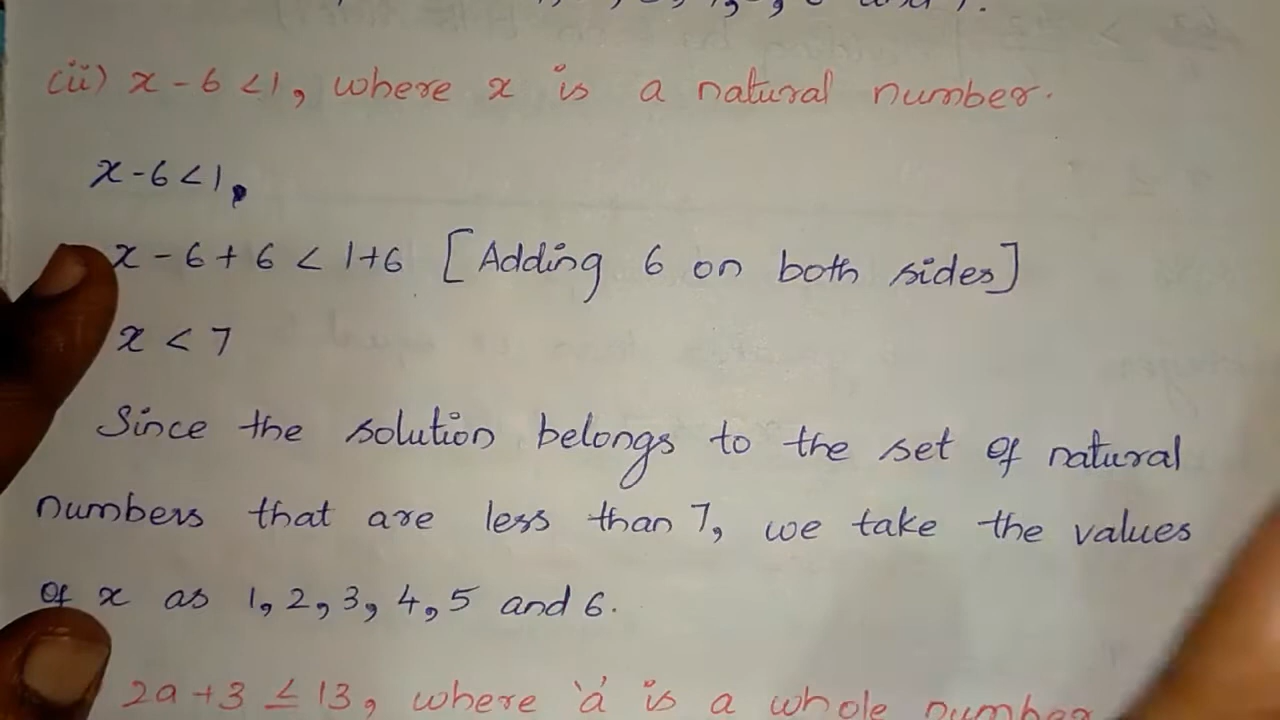 (ii) x - 6 < 1, where x is a natural number.
x - 6 < 1,
x - 6 + 6 < 1 + 6 [Adding 6 on both sides]
x < 7
Since the solution belongs to the set of natural
numbers that are less than 7, we take the values
of x as 1, 2, 3, 4, 5 and 6.
2a + 3 ≤ 13, where 'a' is a whole number